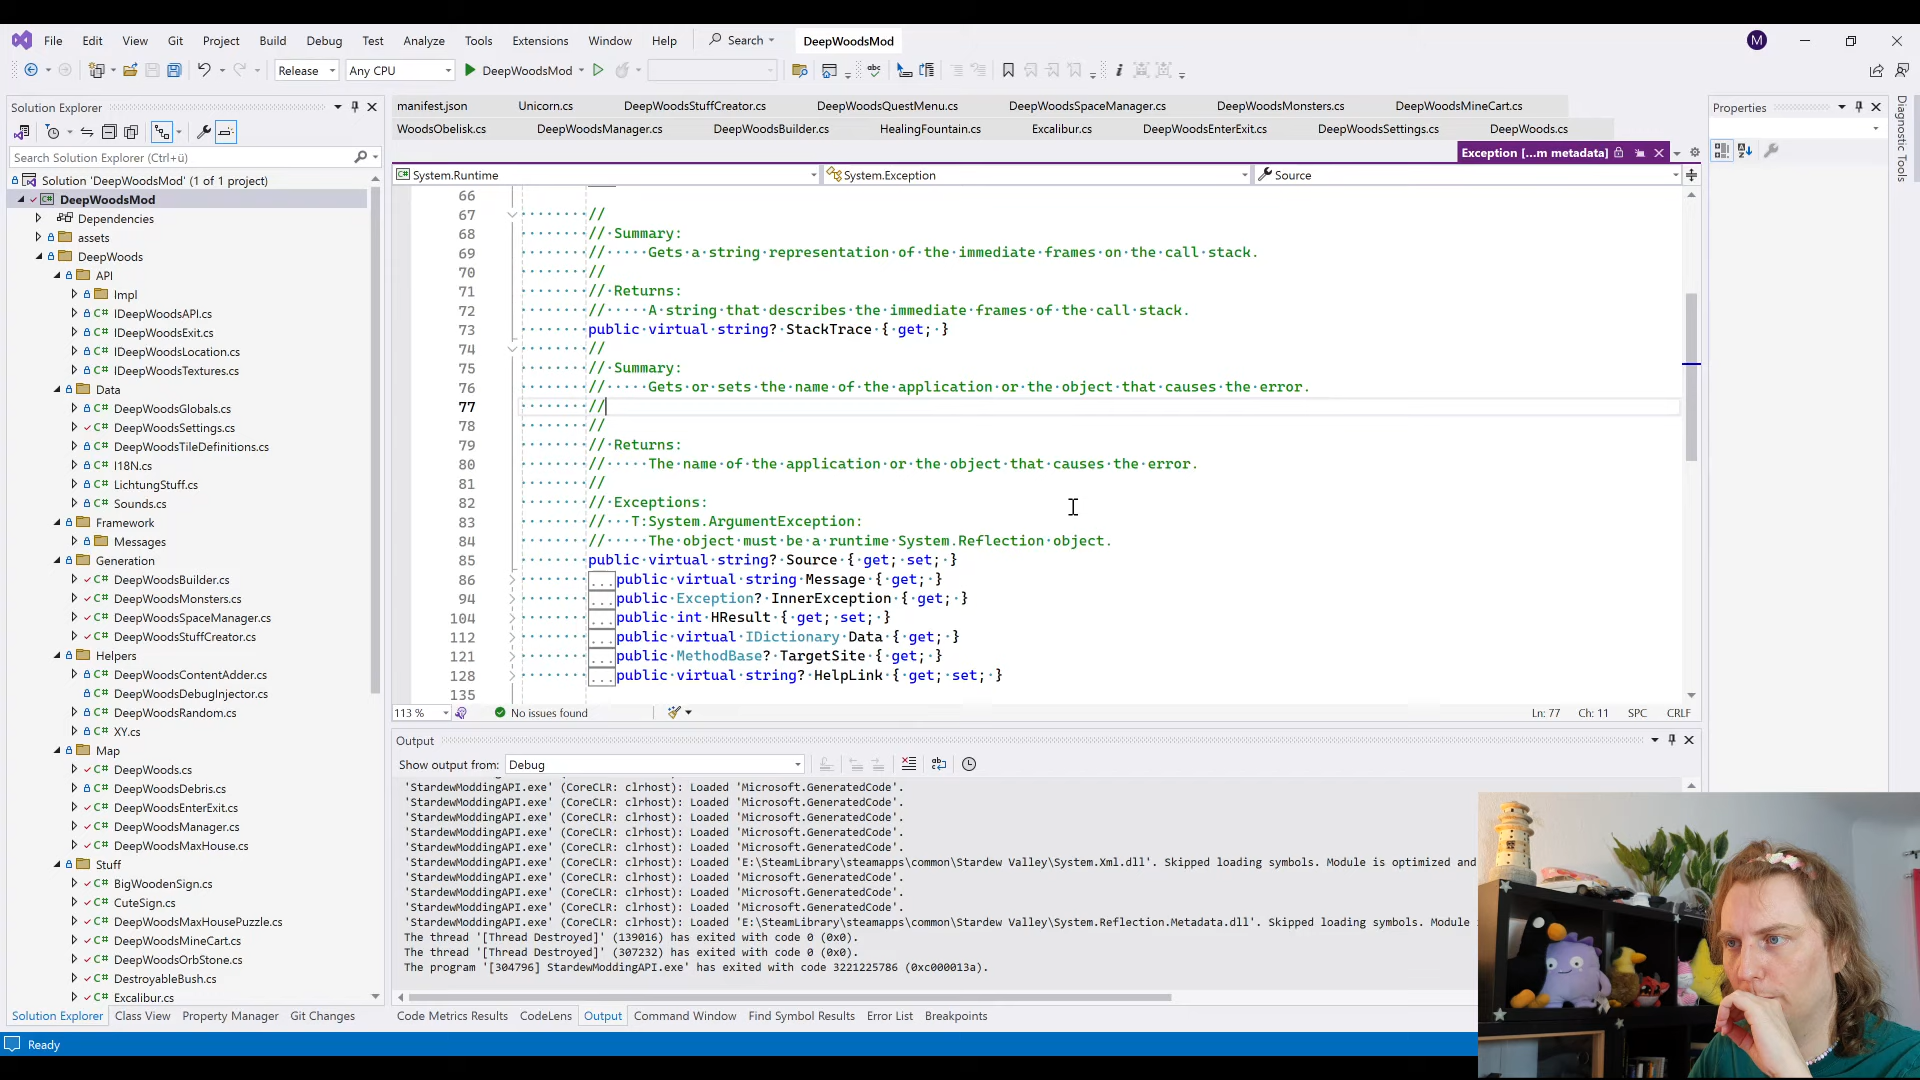 File Edit View Git Project Build Debug Test Analyze Tools Extensions Window Help Search DeepWoodsMod M
Release Any CPU DeepWoodsMod
Solution Explorer
Search Solution Explorer (Ctrl+ü)
Solution 'DeepWoodsMod' (1 of 1 project)
DeepWoodsMod
Dependencies
assets
DeepWoods
API
Impl
C# IDeepWoodsAPI.cs
C# IDeepWoodsExit.cs
C# IDeepWoodsLocation.cs
C# IDeepWoodsTextures.cs
Data
C# DeepWoodsGlobals.cs
C# DeepWoodsSettings.cs
C# DeepWoodsTileDefinitions.cs
C# I18N.cs
C# LichtungStuff.cs
C# Sounds.cs
Framework
Messages
Generation
C# DeepWoodsBuilder.cs
C# DeepWoodsMonsters.cs
C# DeepWoodsSpaceManager.cs
C# DeepWoodsStuffCreator.cs
Helpers
C# DeepWoodsContentAdder.cs
C# DeepWoodsDebugInjector.cs
C# DeepWoodsRandom.cs
C# XY.cs
Map
C# DeepWoods.cs
C# DeepWoodsDebris.cs
C# DeepWoodsEnterExit.cs
C# DeepWoodsManager.cs
C# DeepWoodsMaxHouse.cs
Stuff
C# BigWoodenSign.cs
C# CuteSign.cs
C# DeepWoodsMaxHousePuzzle.cs
C# DeepWoodsMineCart.cs
C# DeepWoodsOrbStone.cs
C# DestroyableBush.cs
C# Excalibur.cs
Solution Explorer Class View Property Manager Git Changes
manifest.json Unicorn.cs DeepWoodsStuffCreator.cs DeepWoodsQuestMenu.cs DeepWoodsSpaceManager.cs DeepWoodsMonsters.cs DeepWoodsMineCart.cs
WoodsObelisk.cs DeepWoodsManager.cs DeepWoodsBuilder.cs HealingFountain.cs Excalibur.cs DeepWoodsEnterExit.cs DeepWoodsSettings.cs DeepWoods.cs
Exception [...m metadata]
System.Runtime System.Exception Source
66
67 //
68 // Summary:
69 // Gets a string representation of the immediate frames on the call stack.
70 //
71 // Returns:
72 // A string that describes the immediate frames of the call stack.
73 public virtual string? StackTrace { get; }
74 //
75 // Summary:
76 // Gets or sets the name of the application or the object that causes the error.
77 //
78 //
79 // Returns:
80 // The name of the application or the object that causes the error.
81 //
82 // Exceptions:
83 // T:System.ArgumentException:
84 // The object must be a runtime System.Reflection object.
85 public virtual string? Source { get; set; }
86 ... public virtual string Message { get; }
94 ... public Exception? InnerException { get; }
104 ... public int HResult { get; set; }
112 ... public virtual IDictionary Data { get; }
121 ... public MethodBase? TargetSite { get; }
128 ... public virtual string? HelpLink { get; set; }
135
113 % No issues found Ln: 77 Ch: 11 SPC CRLF
Output
Show output from: Debug
'StardewModdingAPI.exe' (CoreCLR: clrhost): Loaded 'Microsoft.GeneratedCode'.
'StardewModdingAPI.exe' (CoreCLR: clrhost): Loaded 'Microsoft.GeneratedCode'.
'StardewModdingAPI.exe' (CoreCLR: clrhost): Loaded 'Microsoft.GeneratedCode'.
'StardewModdingAPI.exe' (CoreCLR: clrhost): Loaded 'Microsoft.GeneratedCode'.
'StardewModdingAPI.exe' (CoreCLR: clrhost): Loaded 'Microsoft.GeneratedCode'.
'StardewModdingAPI.exe' (CoreCLR: clrhost): Loaded 'E:\SteamLibrary\steamapps\common\Stardew Valley\System.Xml.dll'. Skipped loading symbols. Module is optimized and
'StardewModdingAPI.exe' (CoreCLR: clrhost): Loaded 'Microsoft.GeneratedCode'.
'StardewModdingAPI.exe' (CoreCLR: clrhost): Loaded 'Microsoft.GeneratedCode'.
'StardewModdingAPI.exe' (CoreCLR: clrhost): Loaded 'Microsoft.GeneratedCode'.
'StardewModdingAPI.exe' (CoreCLR: clrhost): Loaded 'E:\SteamLibrary\steamapps\common\Stardew Valley\System.Reflection.Metadata.dll'. Skipped loading symbols. Module
The thread '[Thread Destroyed]' (139016) has exited with code 0 (0x0).
The thread '[Thread Destroyed]' (307232) has exited with code 0 (0x0).
The program '[304796] StardewModdingAPI.exe' has exited with code 3221225786 (0xc000013a).
Code Metrics Results CodeLens Output Command Window Find Symbol Results Error List Breakpoints
Properties
Diagnostic Tools
Ready